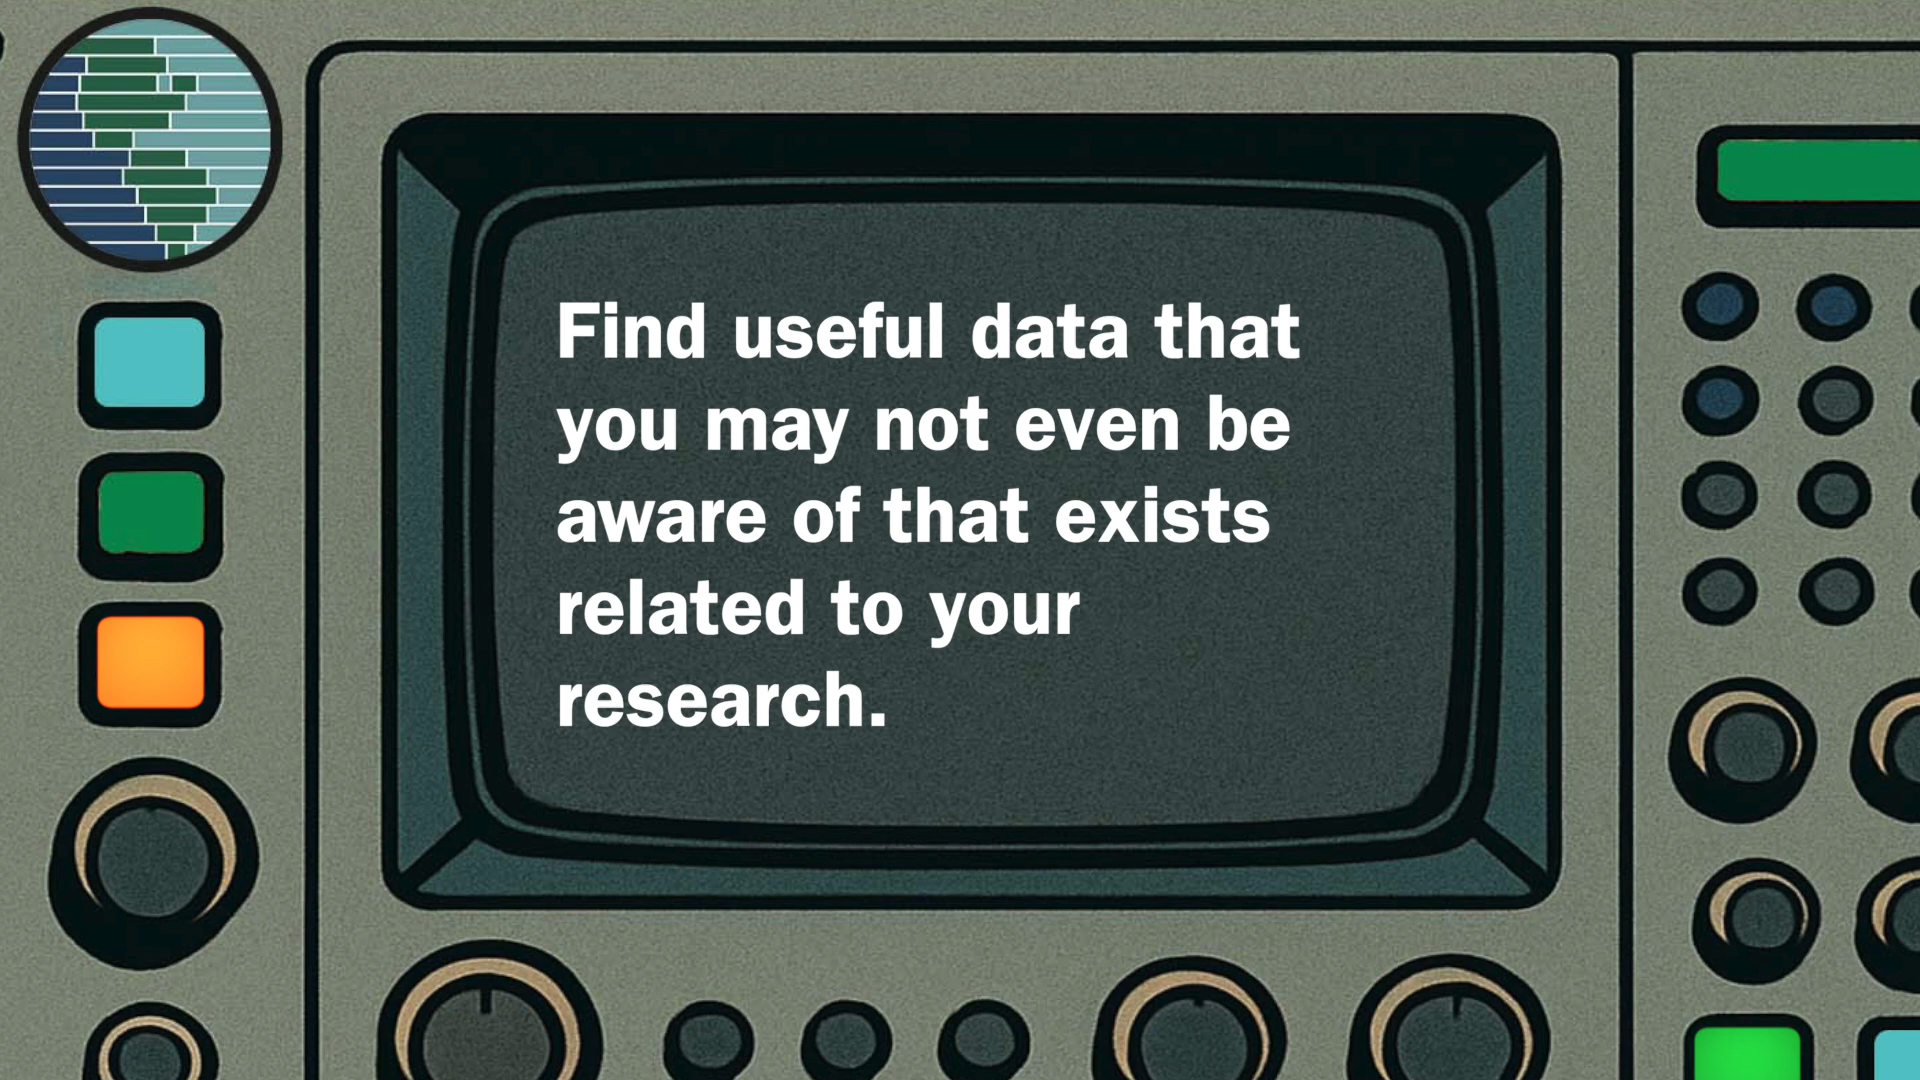 Find useful data that
you may not even be
aware of that exists
related to your
research.